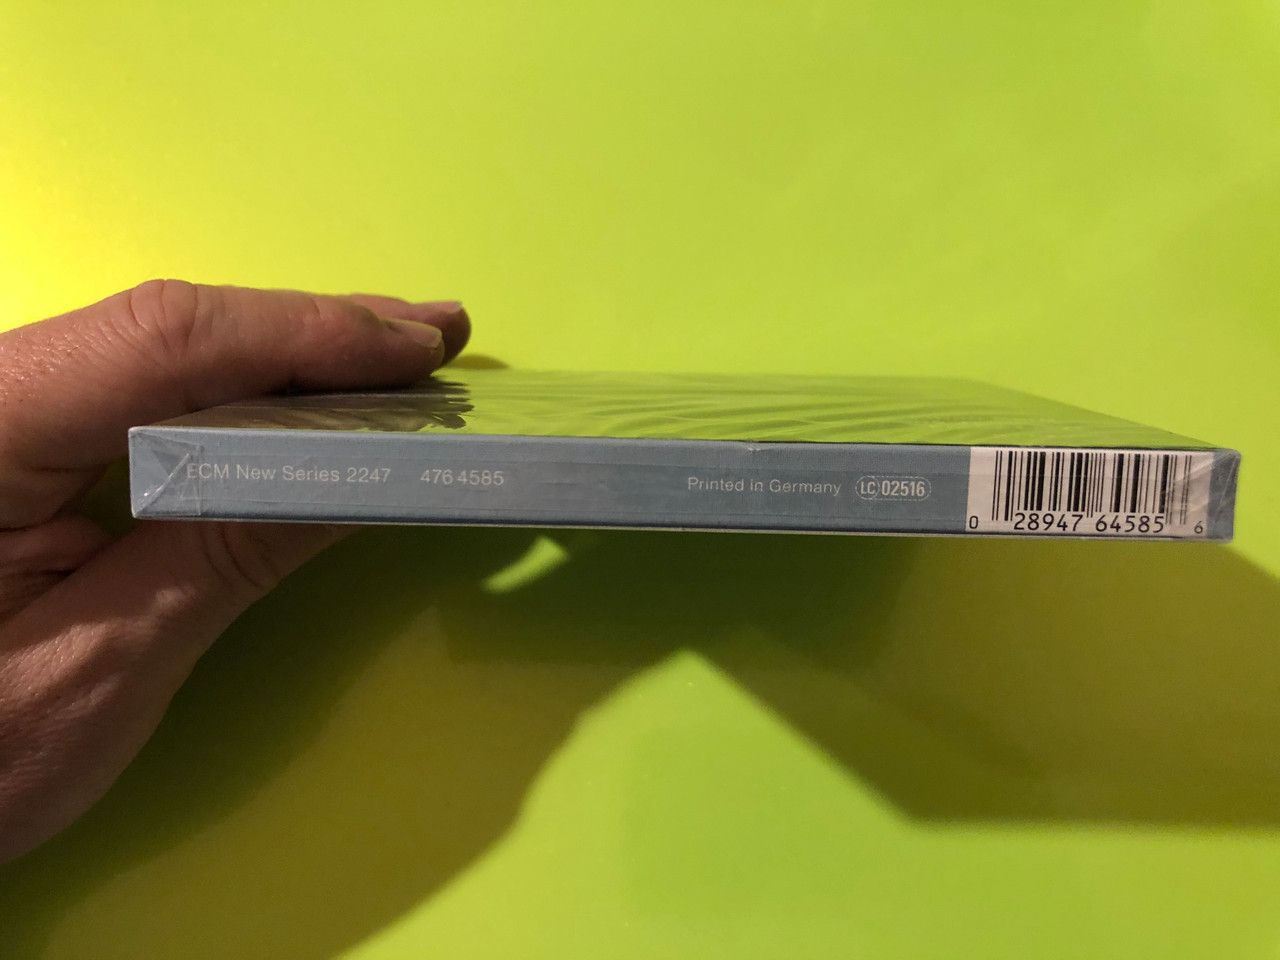 ECM New Series 2247 476 4585 Printed in Germany LC 02516
0 28947 64585 6